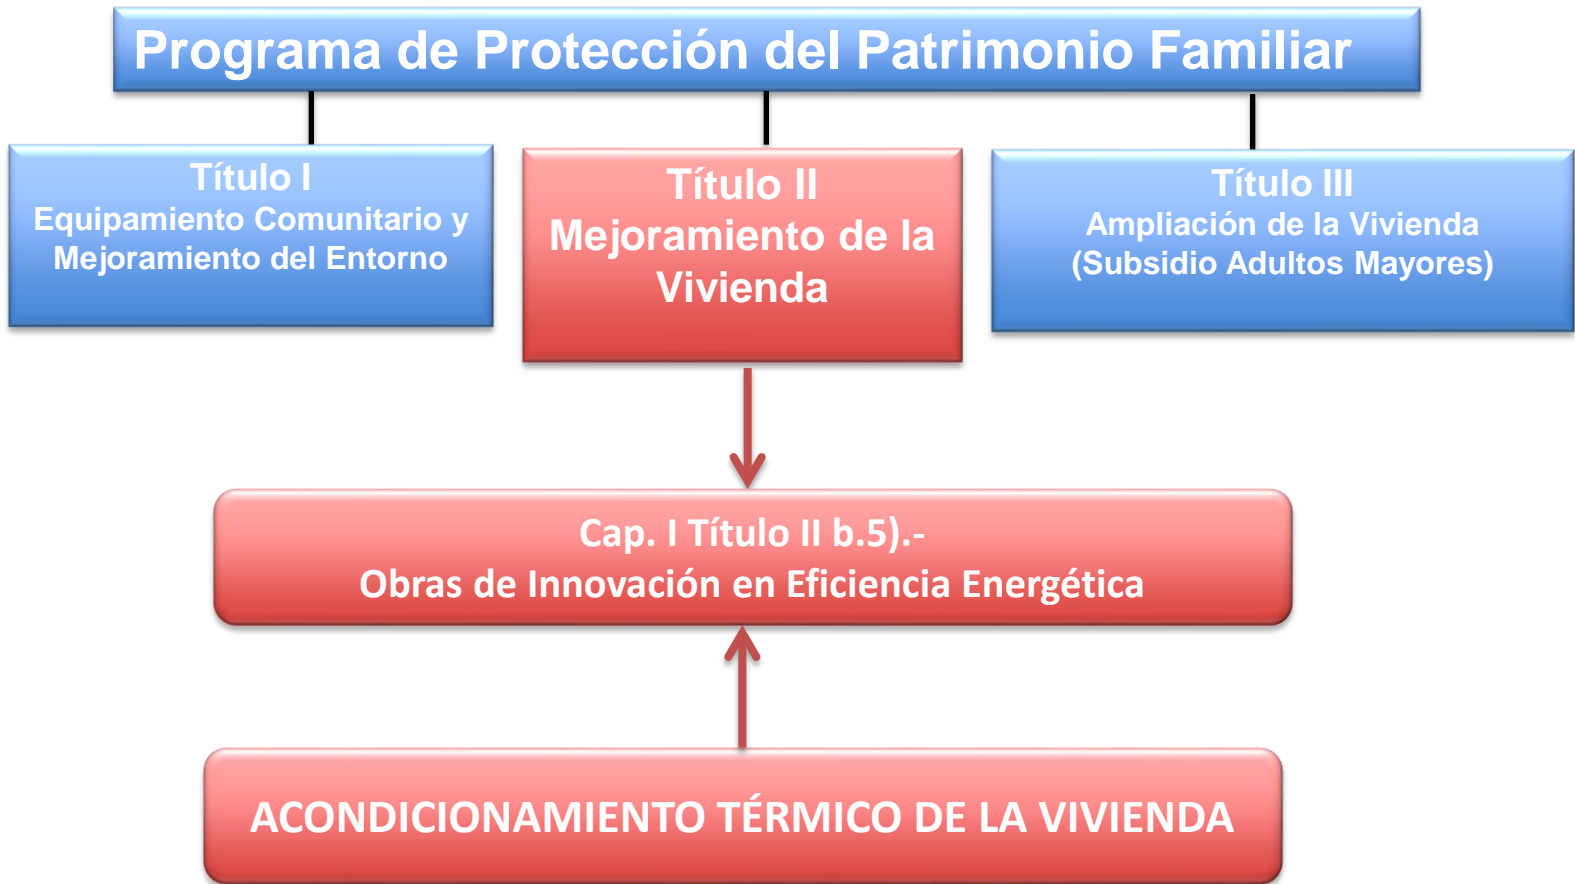 Programa de Protección del Patrimonio Familiar
Título I
Equipamiento Comunitario y
Mejoramiento del Entorno
Título II
Mejoramiento de la
Vivienda
Título III
Ampliación de la Vivienda
(Subsidio Adultos Mayores)
Cap. I Título II b.5).-
Obras de Innovación en Eficiencia Energética
ACONDICIONAMIENTO TÉRMICO DE LA VIVIENDA